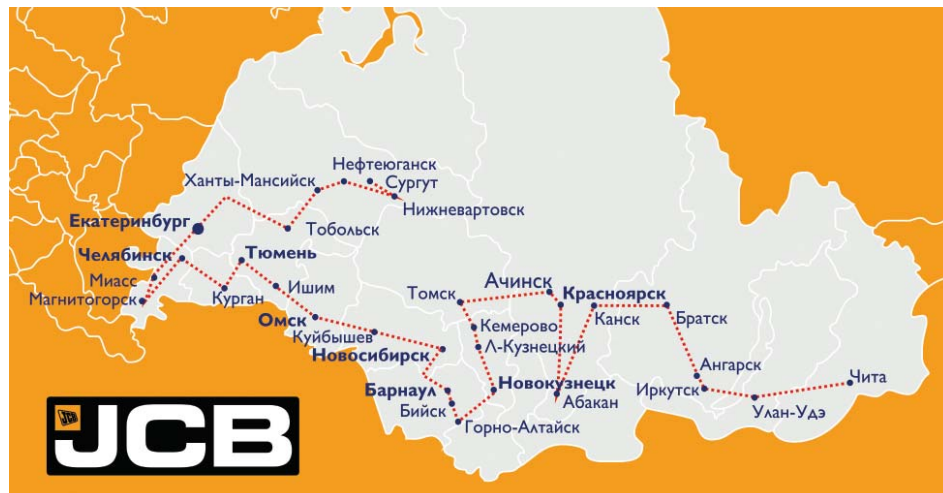 Нефтеюганск
Ханты-Мансийск
Сургут
Нижневартовск
Екатеринбург
Тобольск
Челябинск
Тюмень
Миасс
Магнитогорск
Курган
Ишим
Омск
Куйбышев
Новосибирск
Томск
Ачинск
Красноярск
Канск
Братск
Кемерово
Л-Кузнецкий
Барнаул
Новокузнецк
Абакан
Ангарск
Иркутск
Чита
Бийск
Горно-Алтайск
Улан-Удэ
JCB
JCB